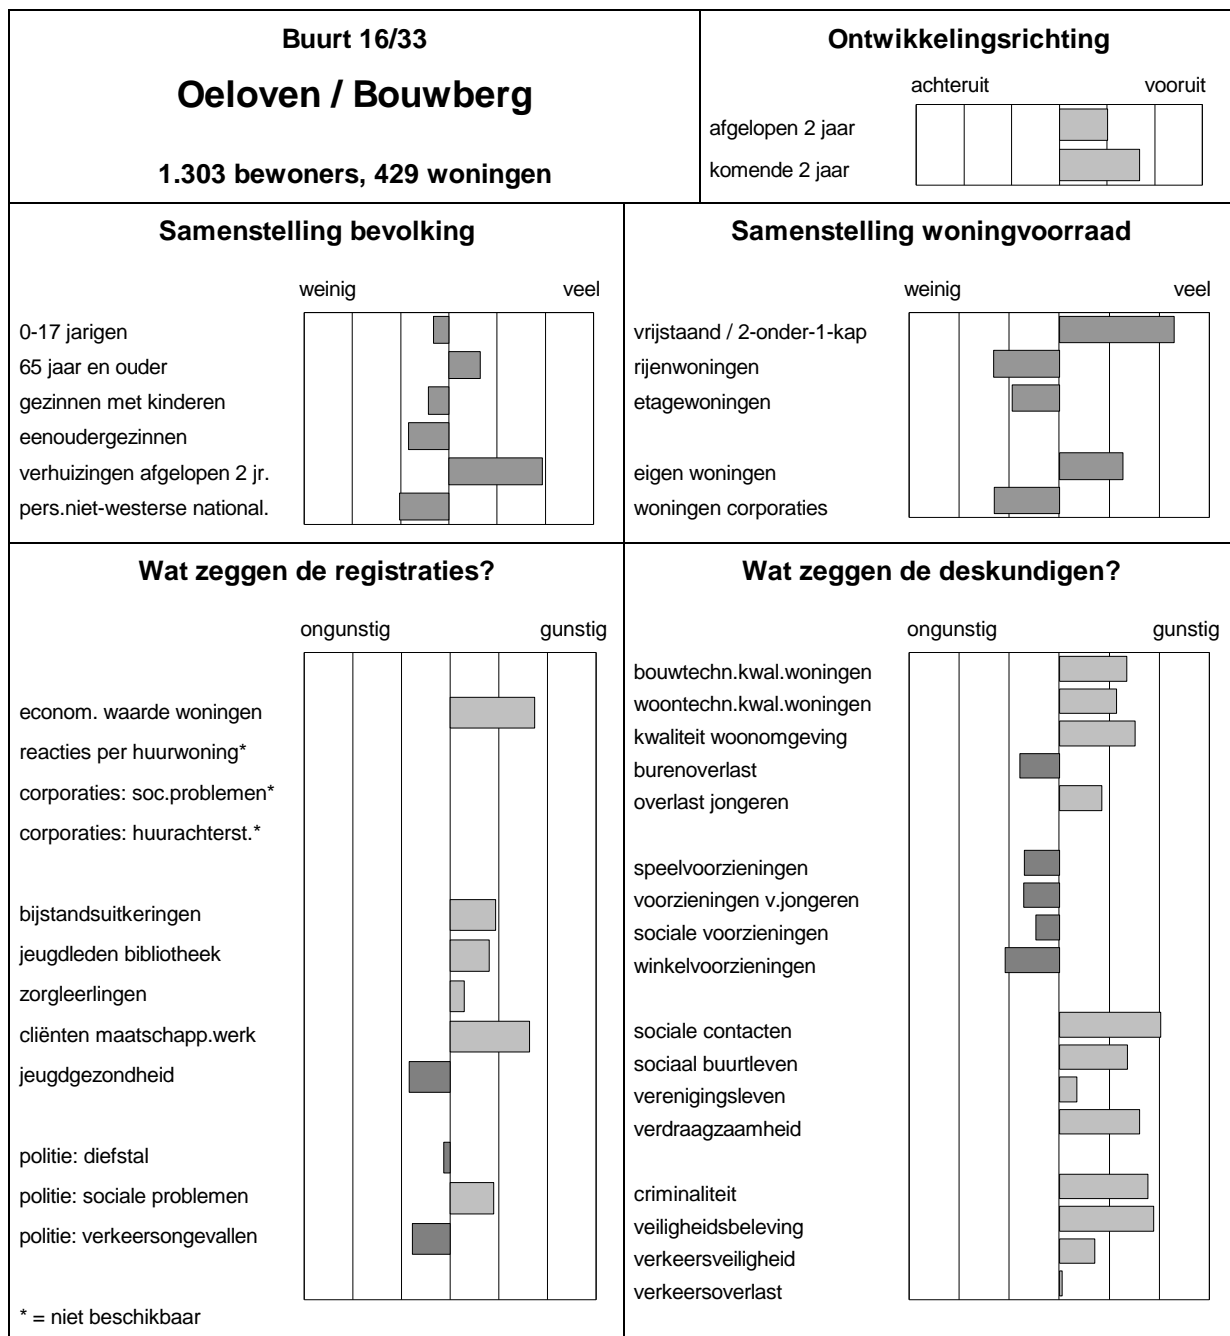 Buurt 16/33
Oeloven / Bouwberg
1.303 bewoners, 429 woningen
Ontwikkelingsrichting
achteruit vooruit
afgelopen 2 jaar
komende 2 jaar
Samenstelling bevolking
weinig veel
0-17 jarigen
65 jaar en ouder
gezinnen met kinderen
eenoudergezinnen
verhuizingen afgelopen 2 jr.
pers.niet-westerse national.
Samenstelling woningvoorraad
weinig veel
vrijstaand / 2-onder-1-kap
rijenwoningen
etagewoningen
eigen woningen
woningen corporaties
Wat zeggen de registraties?
ongunstig gunstig
econom. waarde woningen
reacties per huurwoning*
corporaties: soc.problemen*
corporaties: huurachterst.*
bijstandsuitkeringen
jeugdleden bibliotheek
zorgleerlingen
cliënten maatschapp.werk
jeugdgezondheid
politie: diefstal
politie: sociale problemen
politie: verkeersongevallen
* = niet beschikbaar
Wat zeggen de deskundigen?
ongunstig gunstig
bouwtechn.kwal.woningen
woontechn.kwal.woningen
kwaliteit woonomgeving
burenoverlast
overlast jongeren
speelvoorzieningen
voorzieningen v.jongeren
sociale voorzieningen
winkelvoorzieningen
sociale contacten
sociaal buurtleven
verenigingsleven
verdraagzaamheid
criminaliteit
veiligheidsbeleving
verkeersveiligheid
verkeersoverlast